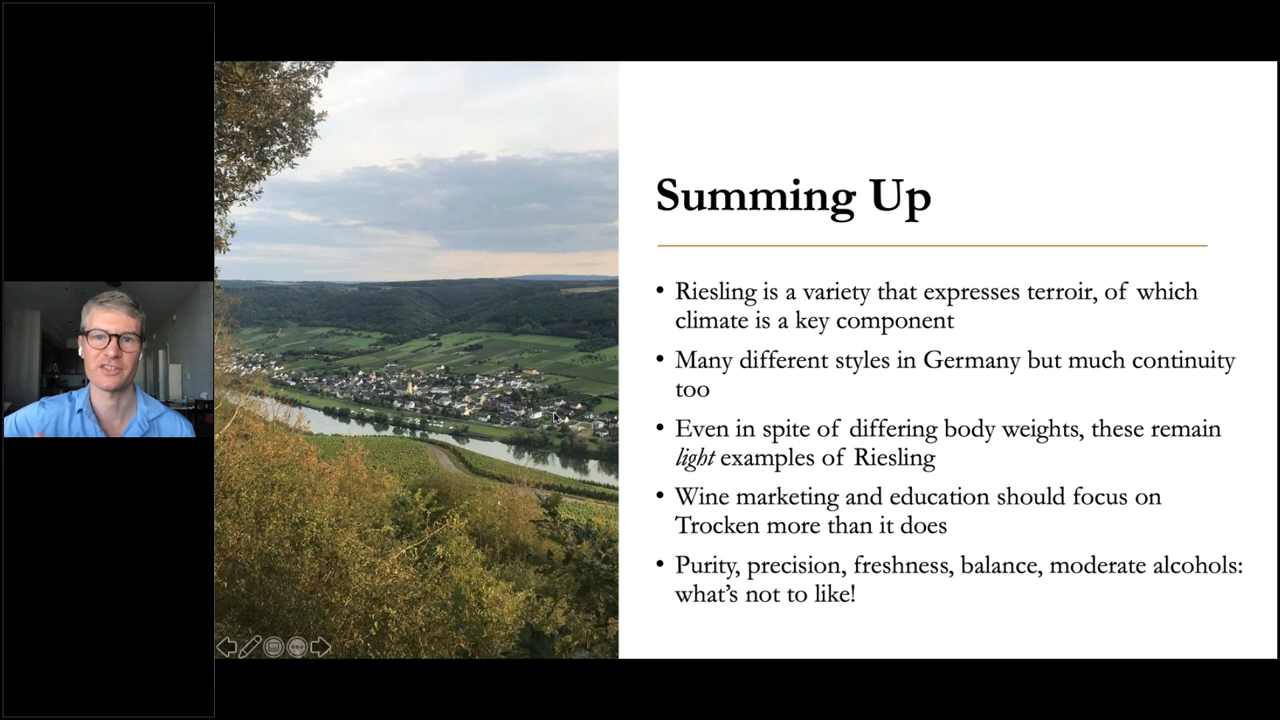 Summing Up
• Riesling is a variety that expresses terroir, of which
climate is a key component
• Many different styles in Germany but much continuity
too
• Even in spite of differing body weights, these remain
light examples of Riesling
• Wine marketing and education should focus on
Trocken more than it does
• Purity, precision, freshness, balance, moderate alcohols:
what’s not to like!